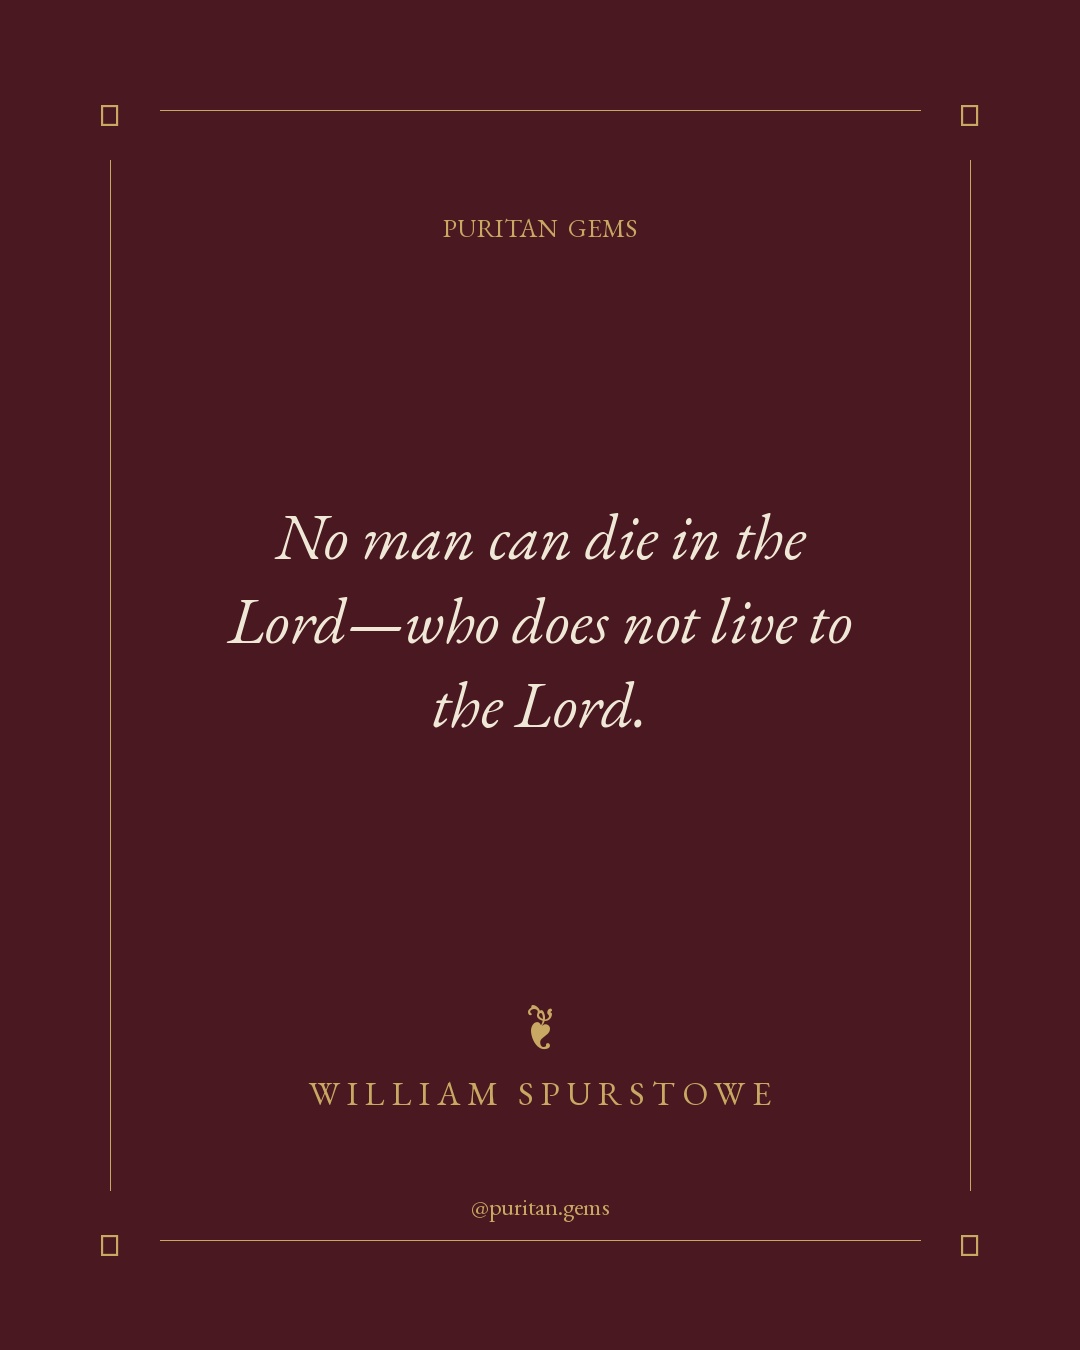 PURITAN GEMS
No man can die in the
Lord—who does not live to
the Lord.
WILLIAM SPURSTOWE
@puritan.gems